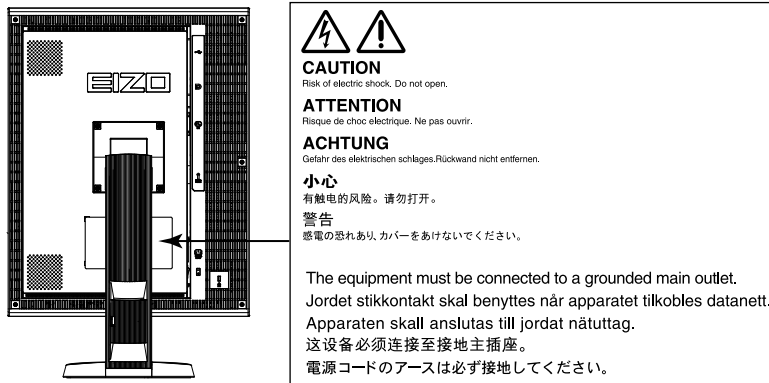 EIZO
CAUTION
Risk of electric shock. Do not open.
ATTENTION
Risque de choc electrique. Ne pas ouvrir.
ACHTUNG
Gefahr des elektrischen schlages.Rückwand nicht entfernen.
小心
有触电的风险。请勿打开。
警告
感電の恐れあり、カバーをあけないでください。
The equipment must be connected to a grounded main outlet.
Jordet stikkontakt skal benyttes når apparatet tilkobles datanett.
Apparaten skall anslutas till jordat nätuttag.
这设备必须连接至接地主插座。
電源コードのアースは必ず接地してください。